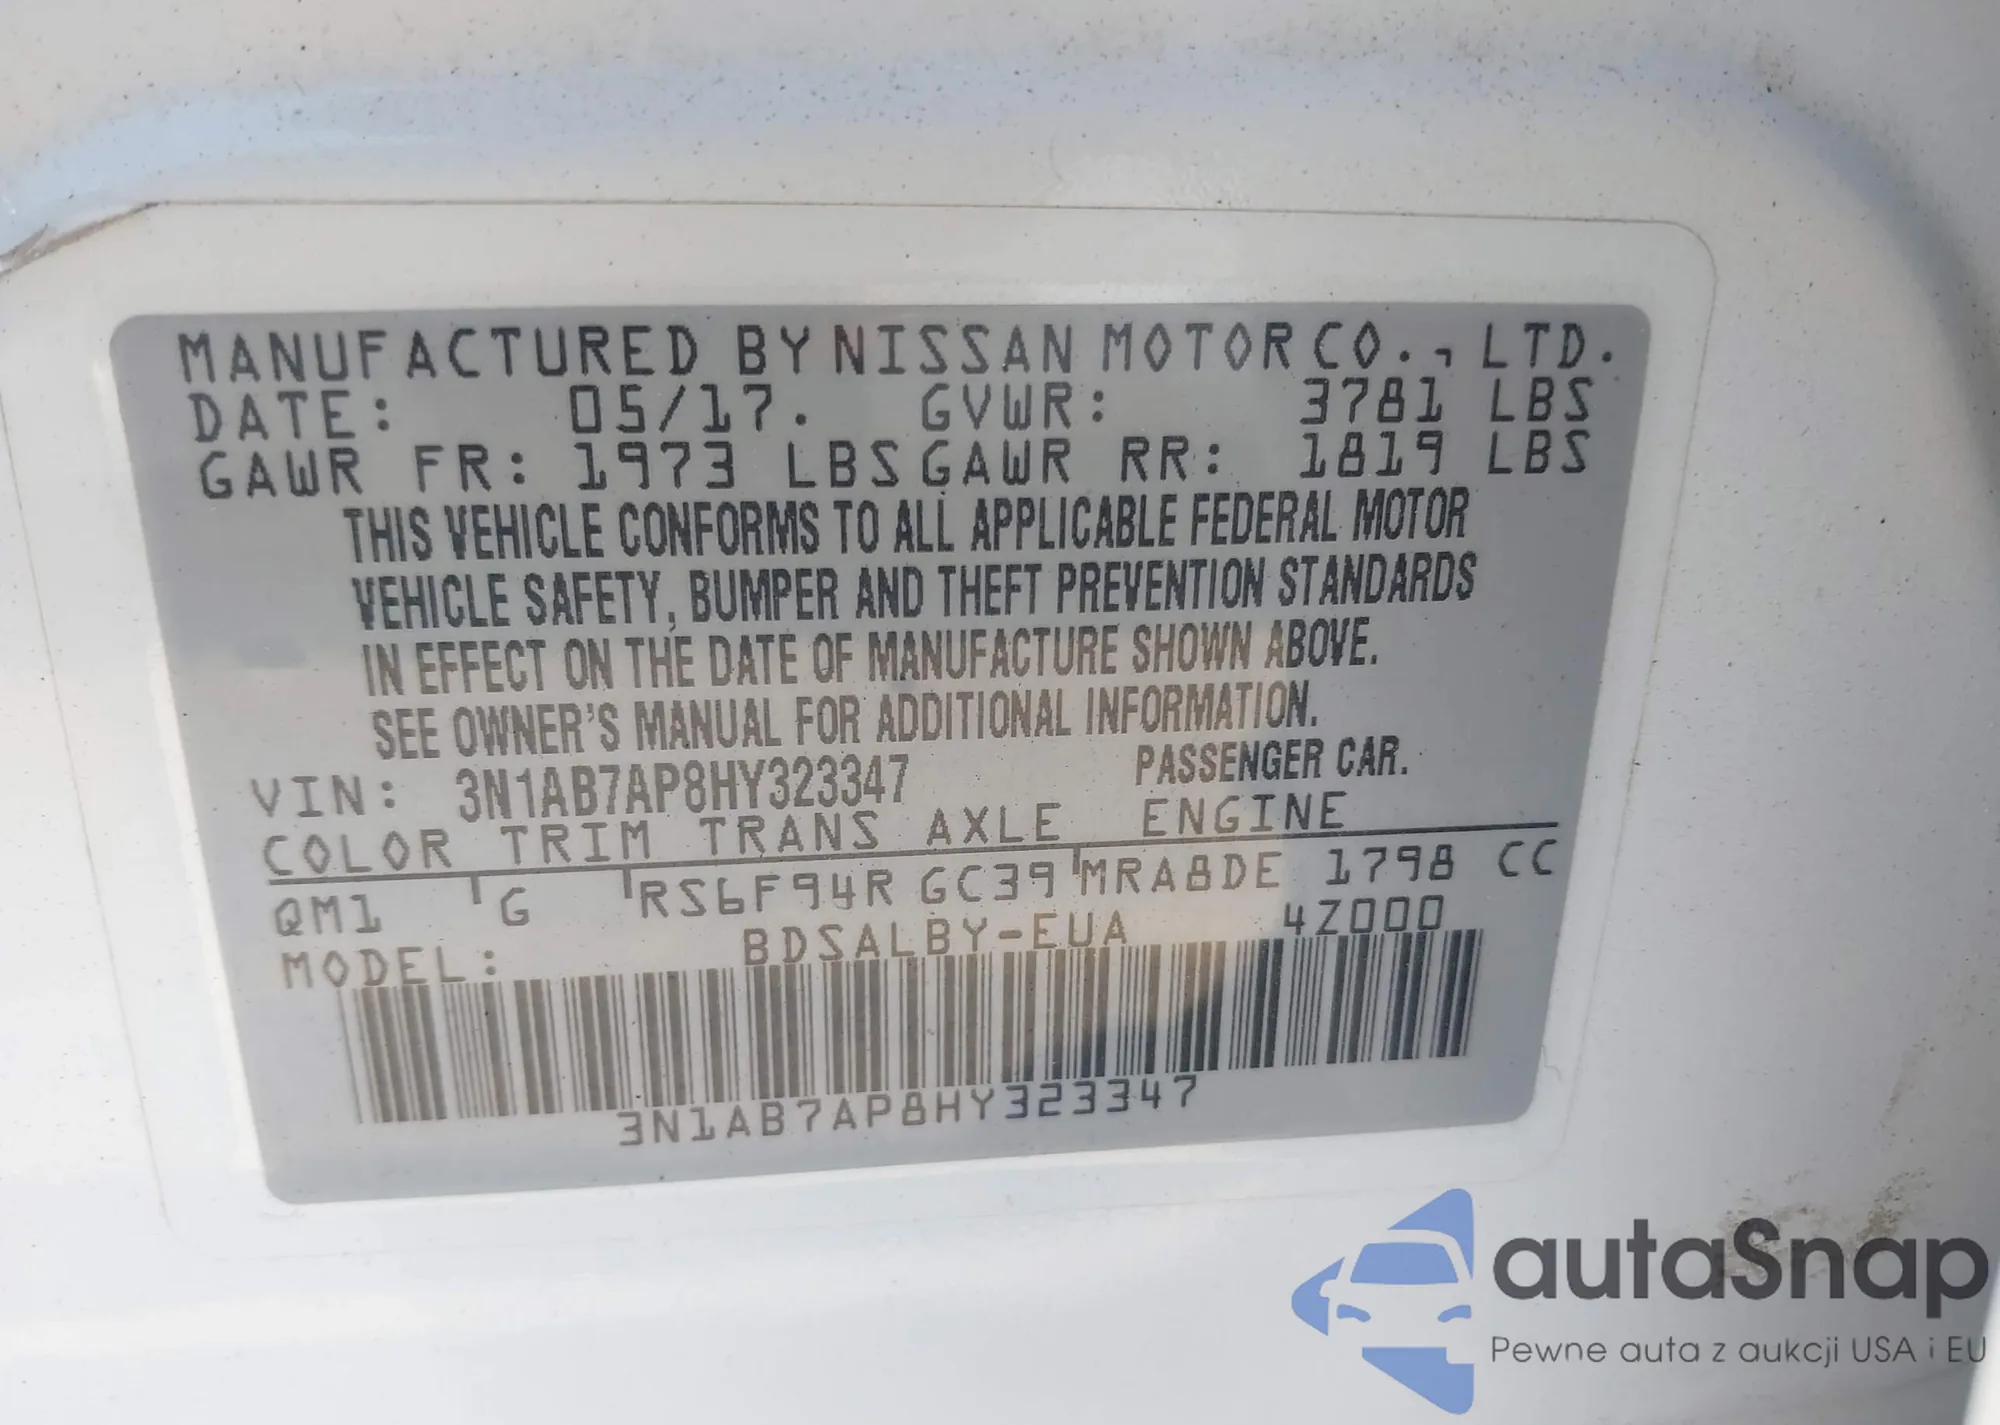 MANUFACTURED BY NISSAN MOTOR CO., LTD.
DATE: 05/17. GVWR: 3781 LBS
GAWR FR: 1973 LBS GAWR RR: 1819 LBS
THIS VEHICLE CONFORMS TO ALL APPLICABLE FEDERAL MOTOR
VEHICLE SAFETY, BUMPER AND THEFT PREVENTION STANDARDS
IN EFFECT ON THE DATE OF MANUFACTURE SHOWN ABOVE.
SEE OWNER'S MANUAL FOR ADDITIONAL INFORMATION.
VIN: 3N1AB7AP8HY323347 PASSENGER CAR.
COLOR TRIM TRANS AXLE ENGINE
QM1 G RS6F94R GC39 MRA8DE 1798 CC
MODEL: BDSALBY-EUA 4Z000
3N1AB7AP8HY323347
autaSnap
Pewne auta z aukcji USA i EU